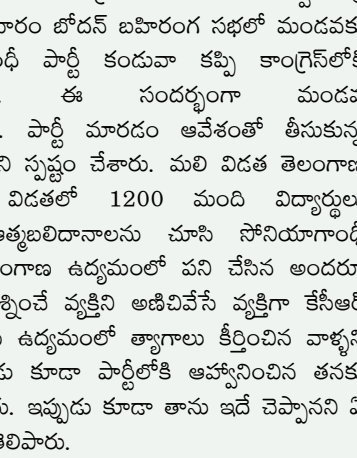 వారం బోదన్ బహిరంగ సభలో మండవకు
ంధీ పార్టీ కండువా కప్పి కాంగ్రెస్‌లోకి
ఈ సందర్భంగా మండవ
. పార్టీ మారడం ఆవేశంతో తీసుకున్న
ని స్పష్టం చేశారు. మలి విడత తెలంగాణ
విడతలో 1200 మంది విద్యార్థులు
ఆత్మబలిదానాలను చూసి సోనియాగాంధీ
ంగాణ ఉద్యమంలో పని చేసిన అందరూ
శ్నించే వ్యక్తిని అణిచివేసే వ్యక్తిగా కేసీఆర్
ఉద్యమంలో త్యాగాలు కీర్తించిన వాళ్ళని
డు కూడా పార్టీలోకి ఆహ్వానించిన తనకు
రు. ఇప్పుడు కూడా తాను ఇదే చెప్పానని ఏ
తెలిపారు.